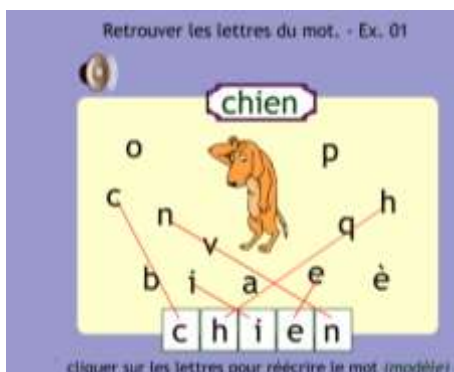 Retrouver les lettres du mot. - Ex. 01
chien
o p
c n v q h
b i a e è
c h i e n
cliquer sur les lettres pour réécrire le mot (modèle)